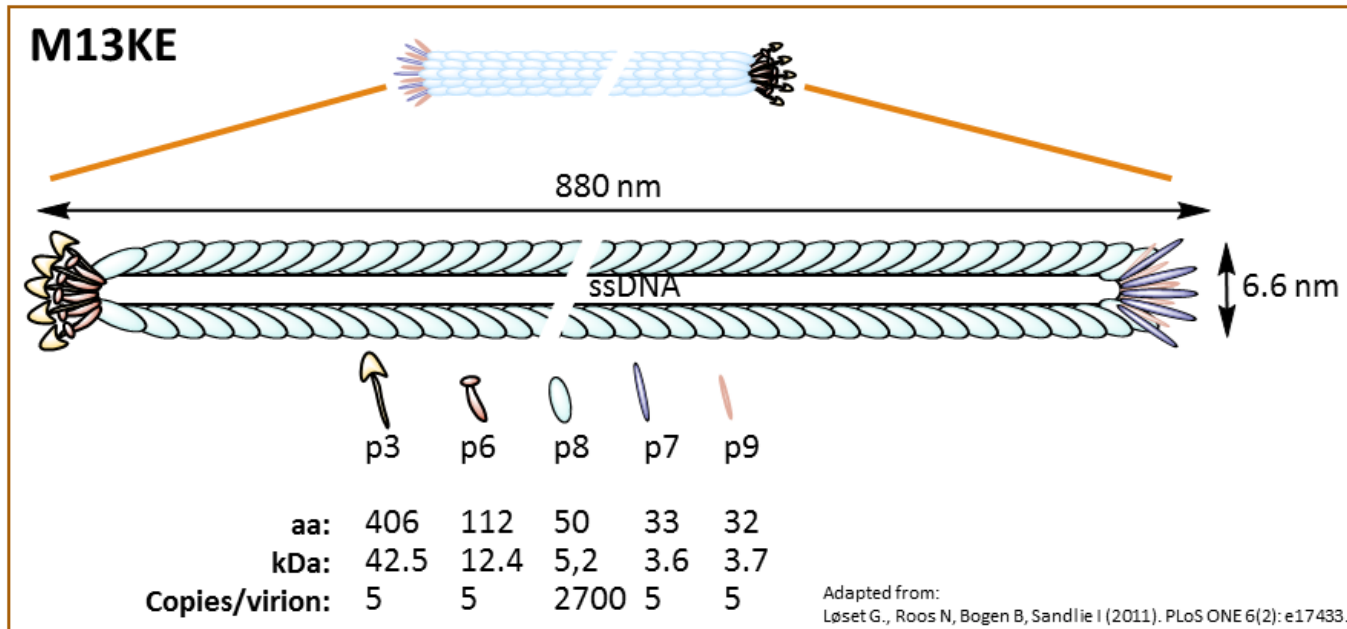 M13KE
880 nm
ssDNA
6.6 nm
p3 p6 p8 p7 p9
aa: 406 112 50 33 32
kDa: 42.5 12.4 5,2 3.6 3.7
Copies/virion: 5 5 2700 5 5
Adapted from:
Løset G., Roos N, Bogen B, Sandlie I (2011). PLoS ONE 6(2): e17433.